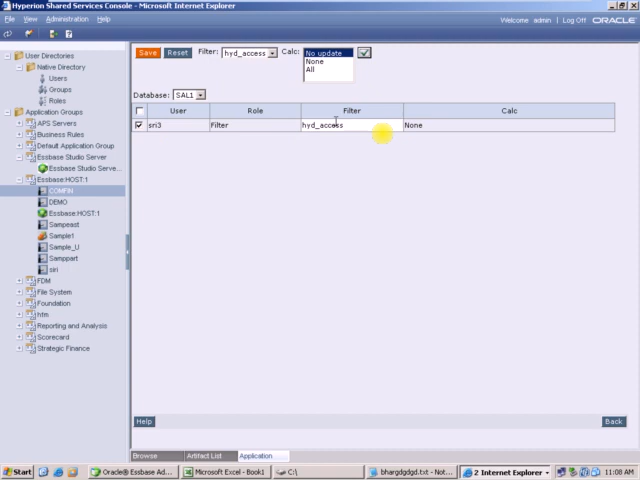 Hyperion Shared Services Console - Microsoft Internet Explorer
File View Administration Help
Welcome admin | Log Off ORACLE
Save Reset Filter: hyd_access Calc: No update
None
All
Database: SAL1
User Role Filter Calc
sri3 Filter hyd_access None
User Directories
Native Directory
Users
Groups
Roles
Application Groups
APS Servers
Business Rules
Default Application Group
Essbase Studio Server
Essbase Studio Serve...
Essbase:HOST:1
COMFIN
DEMO
Essbase:HOST:1
Sampeast
Sample1
Sample_U
Samppart
siri
FDM
File System
Foundation
hfm
Reporting and Analysis
Scorecard
Strategic Finance
Help Back
Browse Artifact List Application
Start Oracle® Essbase Ad... Microsoft Excel - Book1 C:\ bhargdgdgd.txt - Not... 2 Internet Explorer 11:08 AM